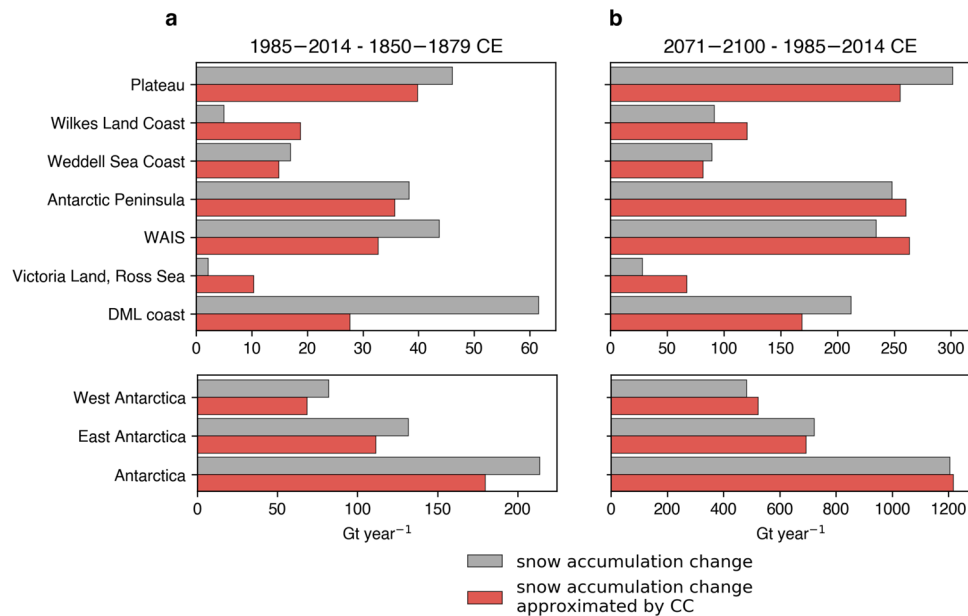 a
1985−2014 - 1850−1879 CE
Plateau
Wilkes Land Coast
Weddell Sea Coast
Antarctic Peninsula
WAIS
Victoria Land, Ross Sea
DML coast
0 10 20 30 40 50 60
West Antarctica
East Antarctica
Antarctica
0 50 100 150 200
Gt year⁻¹
b
2071−2100 - 1985−2014 CE
0 50 100 150 200 250 300
0 200 400 600 800 1000 1200
Gt year⁻¹
snow accumulation change
snow accumulation change
approximated by CC